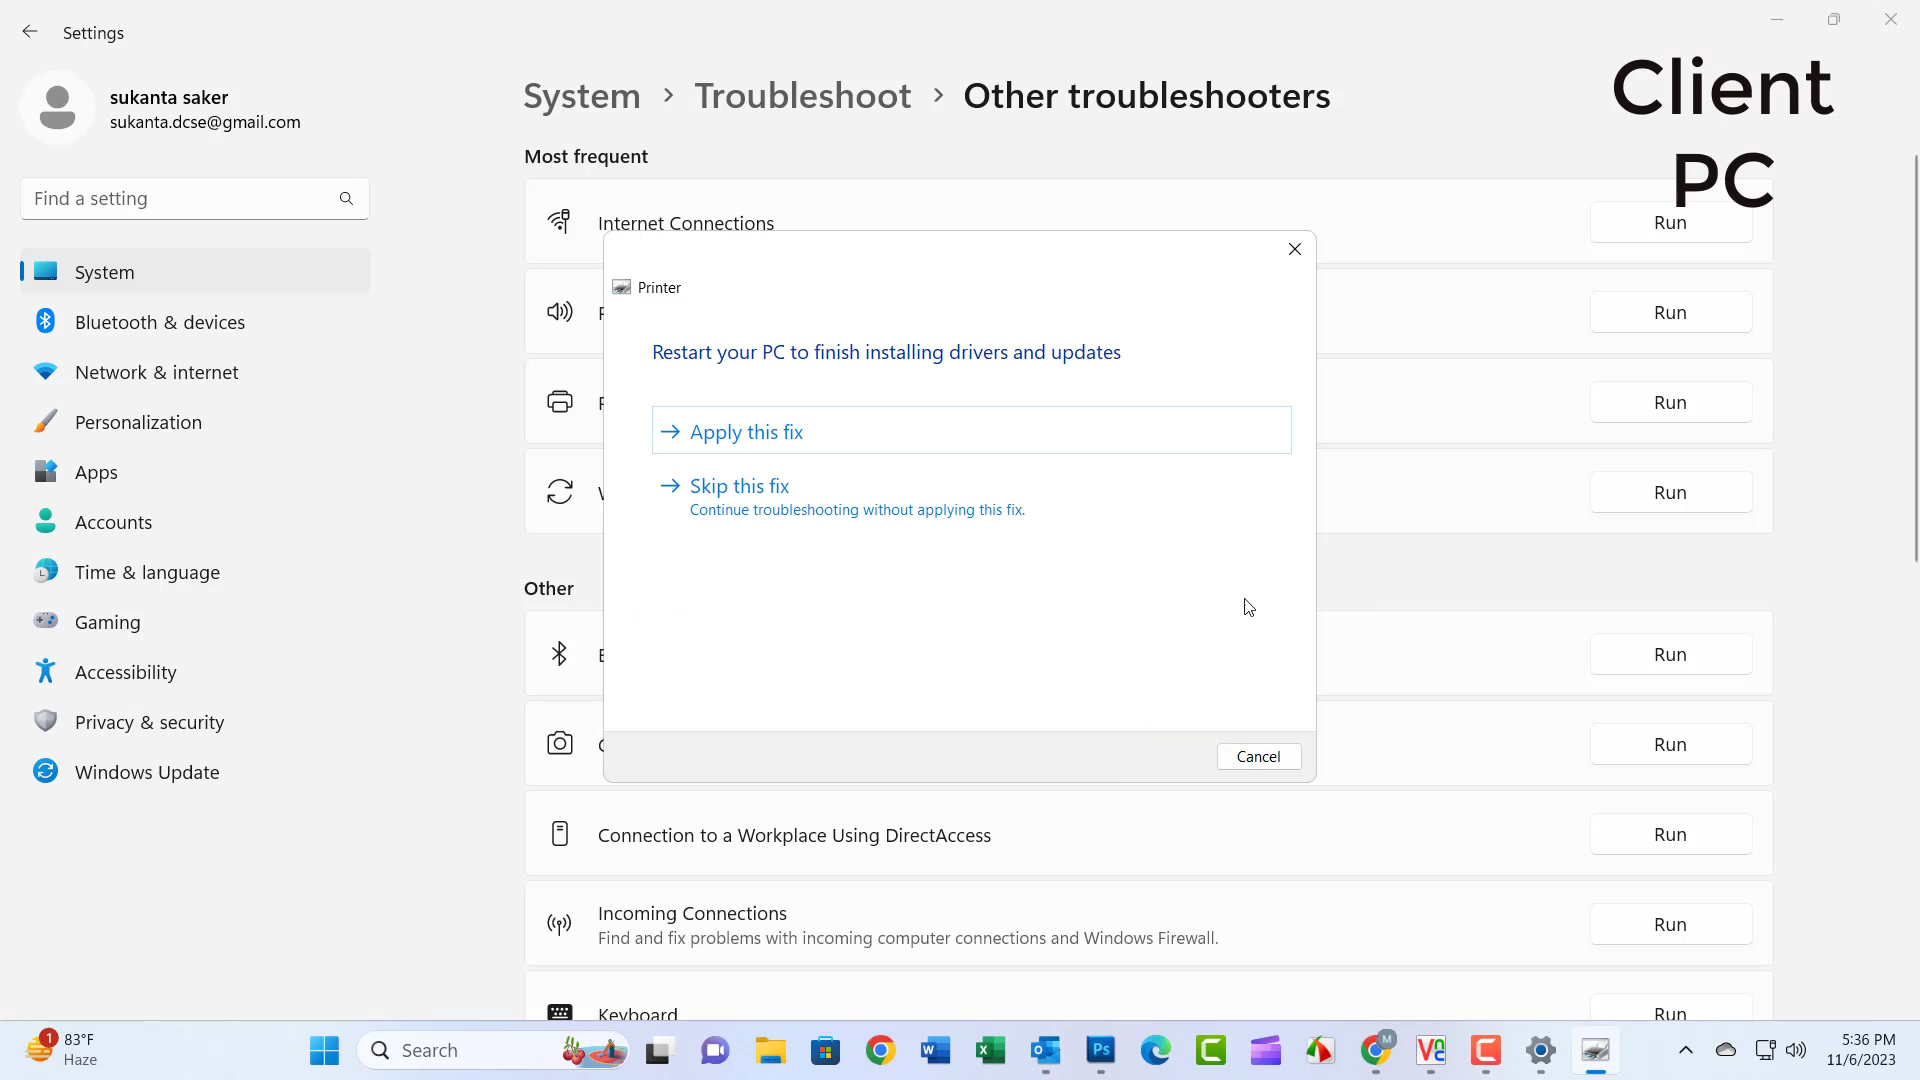 Settings
Client
PC
sukanta saker
sukanta.dcse@gmail.com
System > Troubleshoot > Other troubleshooters
Find a setting
System
Bluetooth & devices
Network & internet
Personalization
Apps
Accounts
Time & language
Gaming
Accessibility
Privacy & security
Windows Update
Most frequent
Internet Connections
Run
Run
Run
Run
Printer
Restart your PC to finish installing drivers and updates
Apply this fix
Skip this fix
Continue troubleshooting without applying this fix.
Cancel
Other
Run
Run
Connection to a Workplace Using DirectAccess
Run
Incoming Connections
Find and fix problems with incoming computer connections and Windows Firewall.
Run
Keyboard
Run
1
83°F
Haze
Search
Ps
M
5:36 PM
11/6/2023